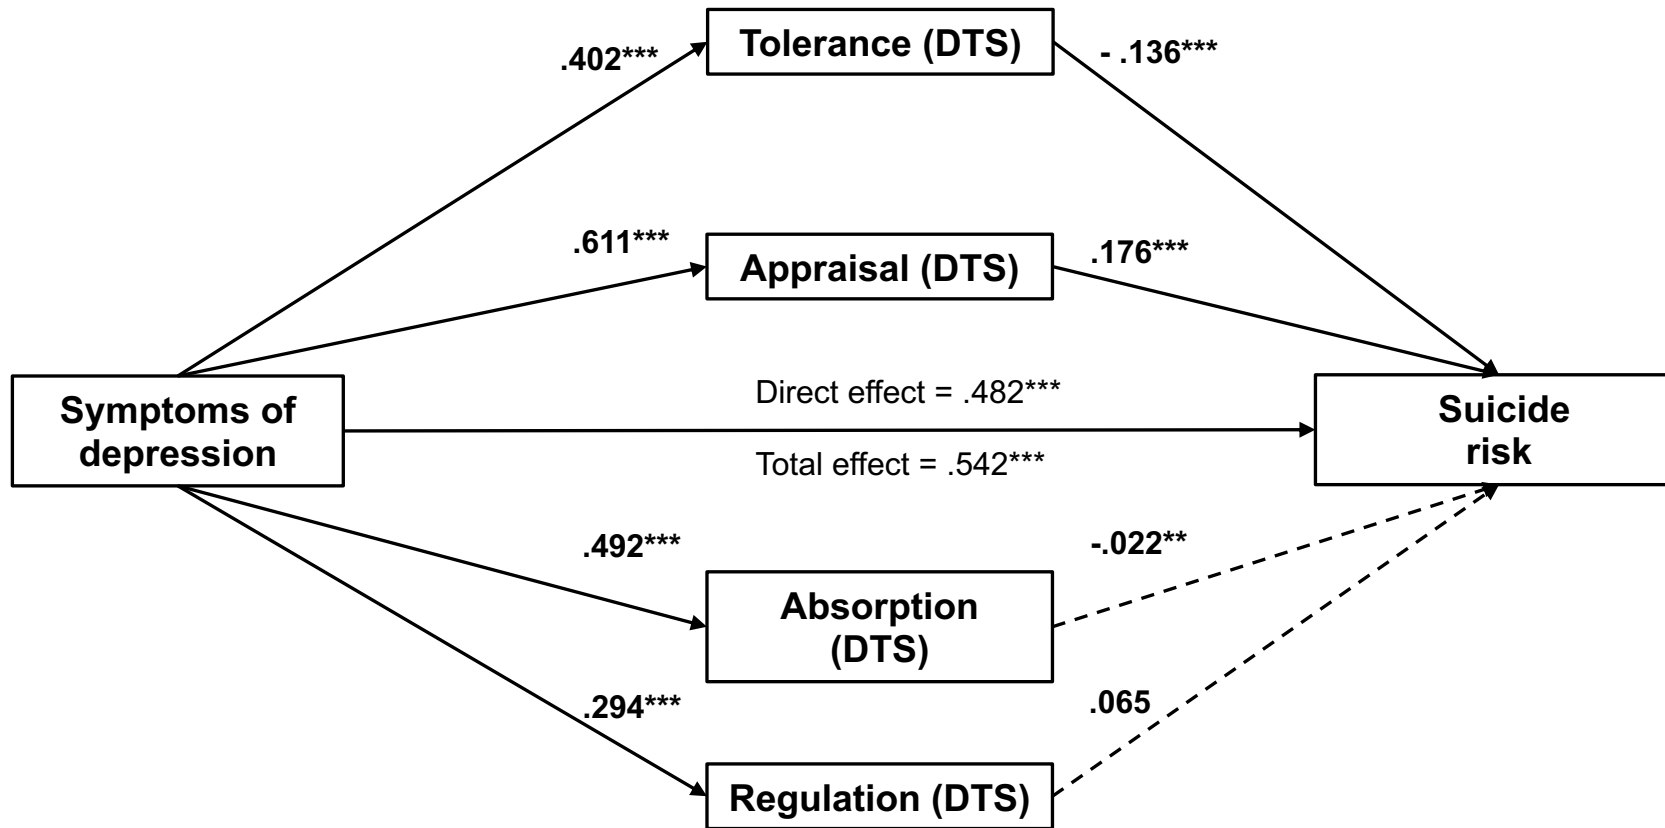 Tolerance (DTS)
.402***
- .136***
Appraisal (DTS)
.611***
.176***
Symptoms of
depression
Direct effect = .482***
Total effect = .542***
Suicide
risk
.492***
-.022**
Absorption
(DTS)
.294***
.065
Regulation (DTS)